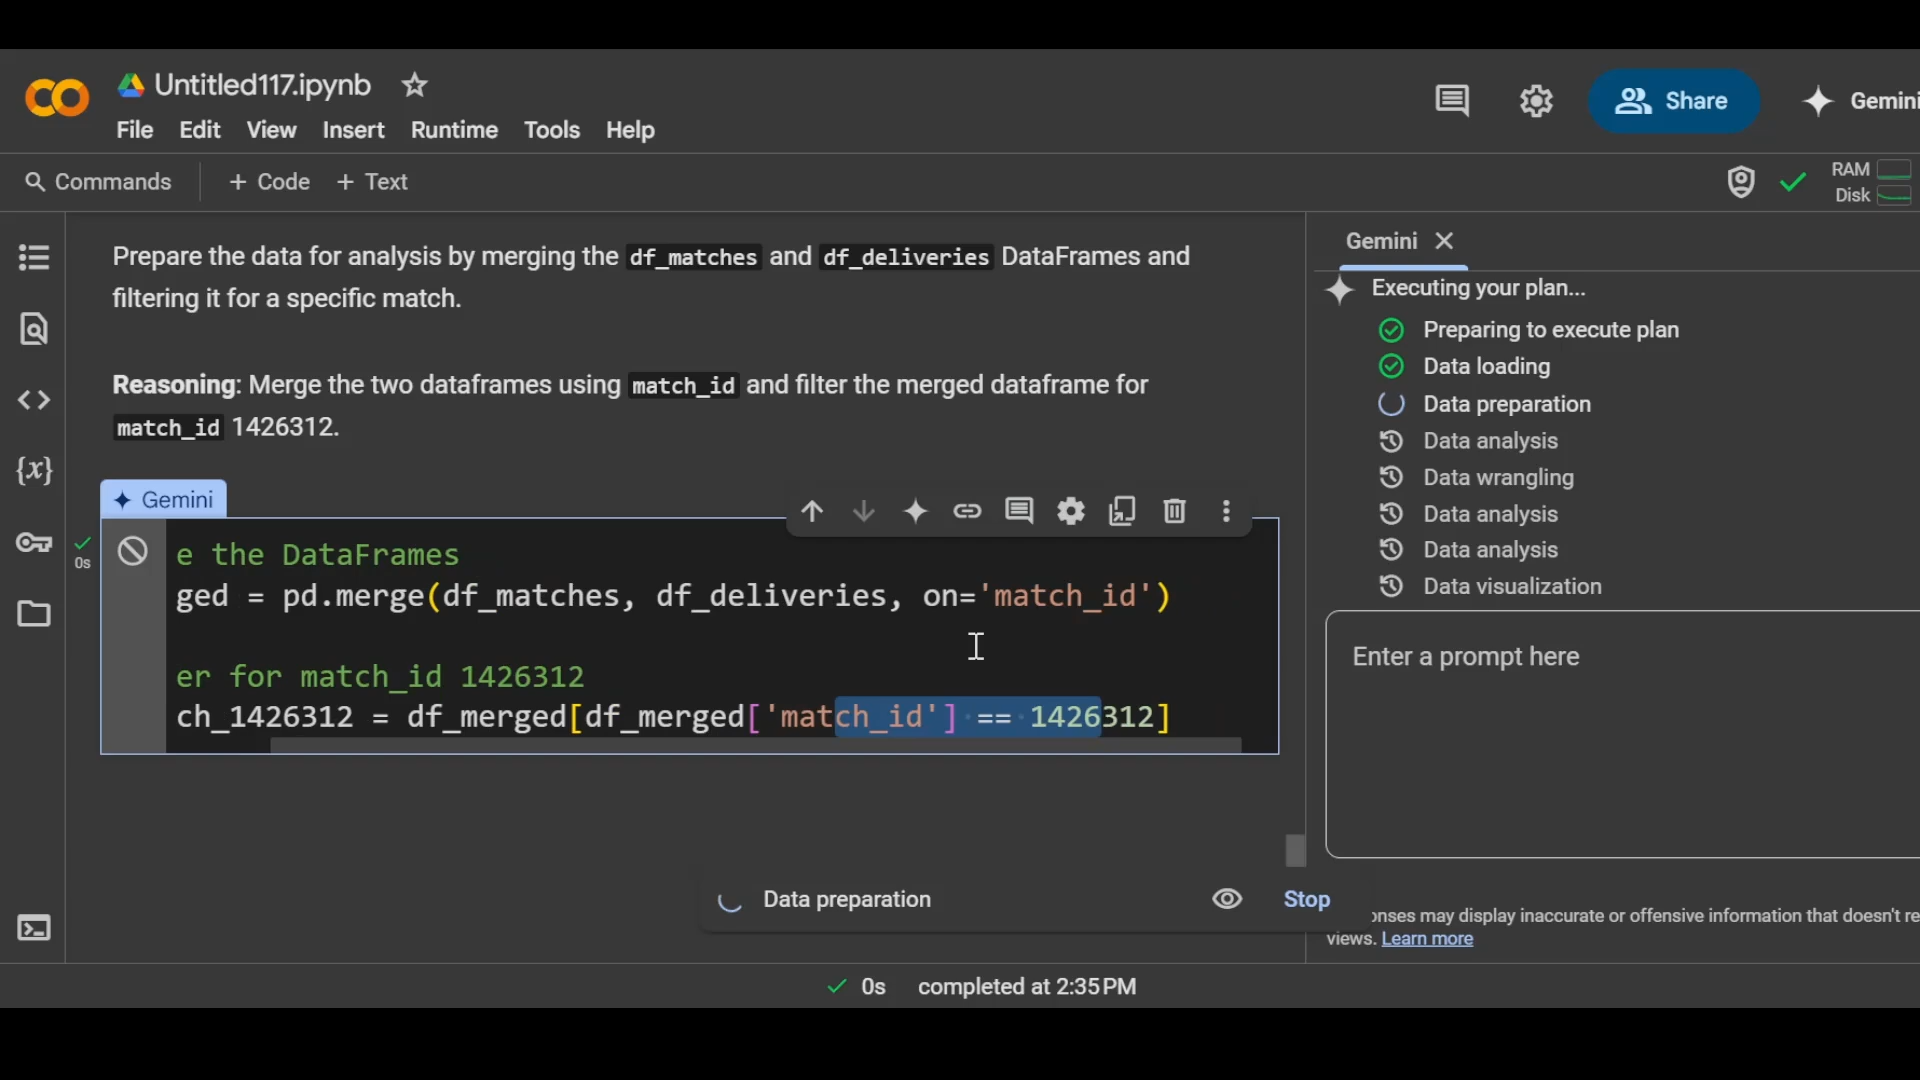 Untitled117.ipynb
File Edit View Insert Runtime Tools Help
Share
Gemini
Commands + Code + Text
RAM
Disk
Prepare the data for analysis by merging the df_matches and df_deliveries DataFrames and
filtering it for a specific match.
Reasoning: Merge the two dataframes using match_id and filter the merged dataframe for
match_id 1426312.
Gemini
0s
e the DataFrames
ged = pd.merge(df_matches, df_deliveries, on='match_id')
er for match_id 1426312
ch_1426312 = df_merged[df_merged['match_id'] == 1426312]
Data preparation Stop
Gemini
Executing your plan...
Preparing to execute plan
Data loading
Data preparation
Data analysis
Data wrangling
Data analysis
Data analysis
Data visualization
Enter a prompt here
onses may display inaccurate or offensive information that doesn't re
views. Learn more
0s completed at 2:35 PM